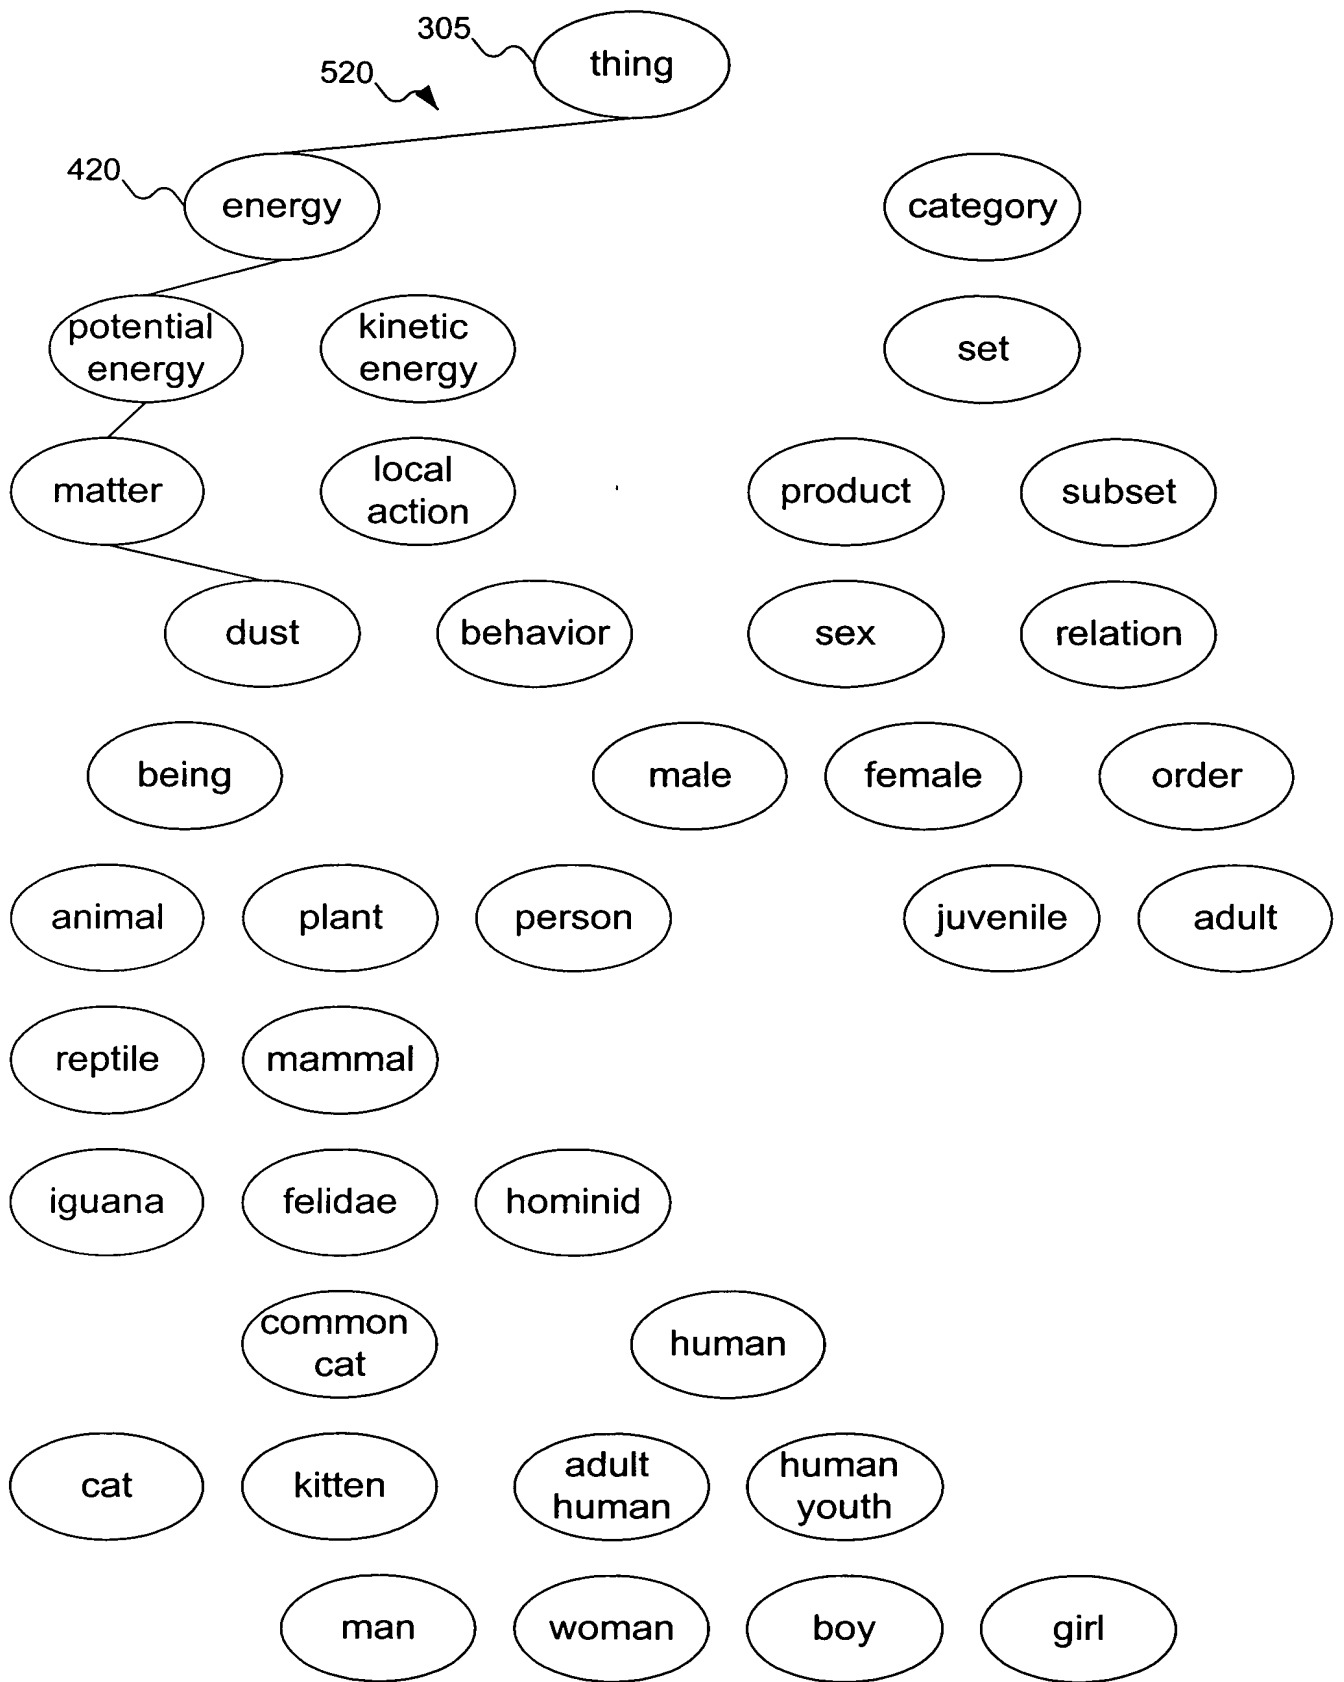 305
thing
520
420
energy
category
potential
energy
kinetic
energy
set
matter
local
action
product
subset
dust
behavior
sex
relation
being
male
female
order
animal
plant
person
juvenile
adult
reptile
mammal
iguana
felidae
hominid
common
cat
human
cat
kitten
adult
human
human
youth
man
woman
boy
girl